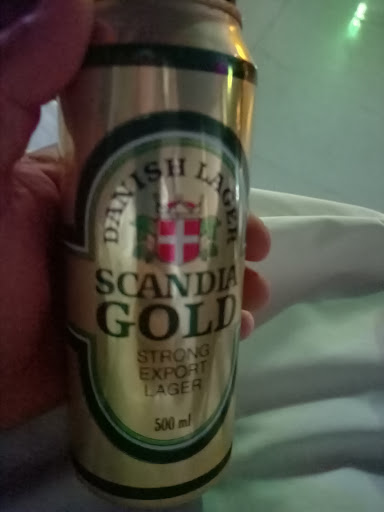 DANISH LAGER
SCANDIA
GOLD
STRONG
EXPORT
LAGER
500 ml